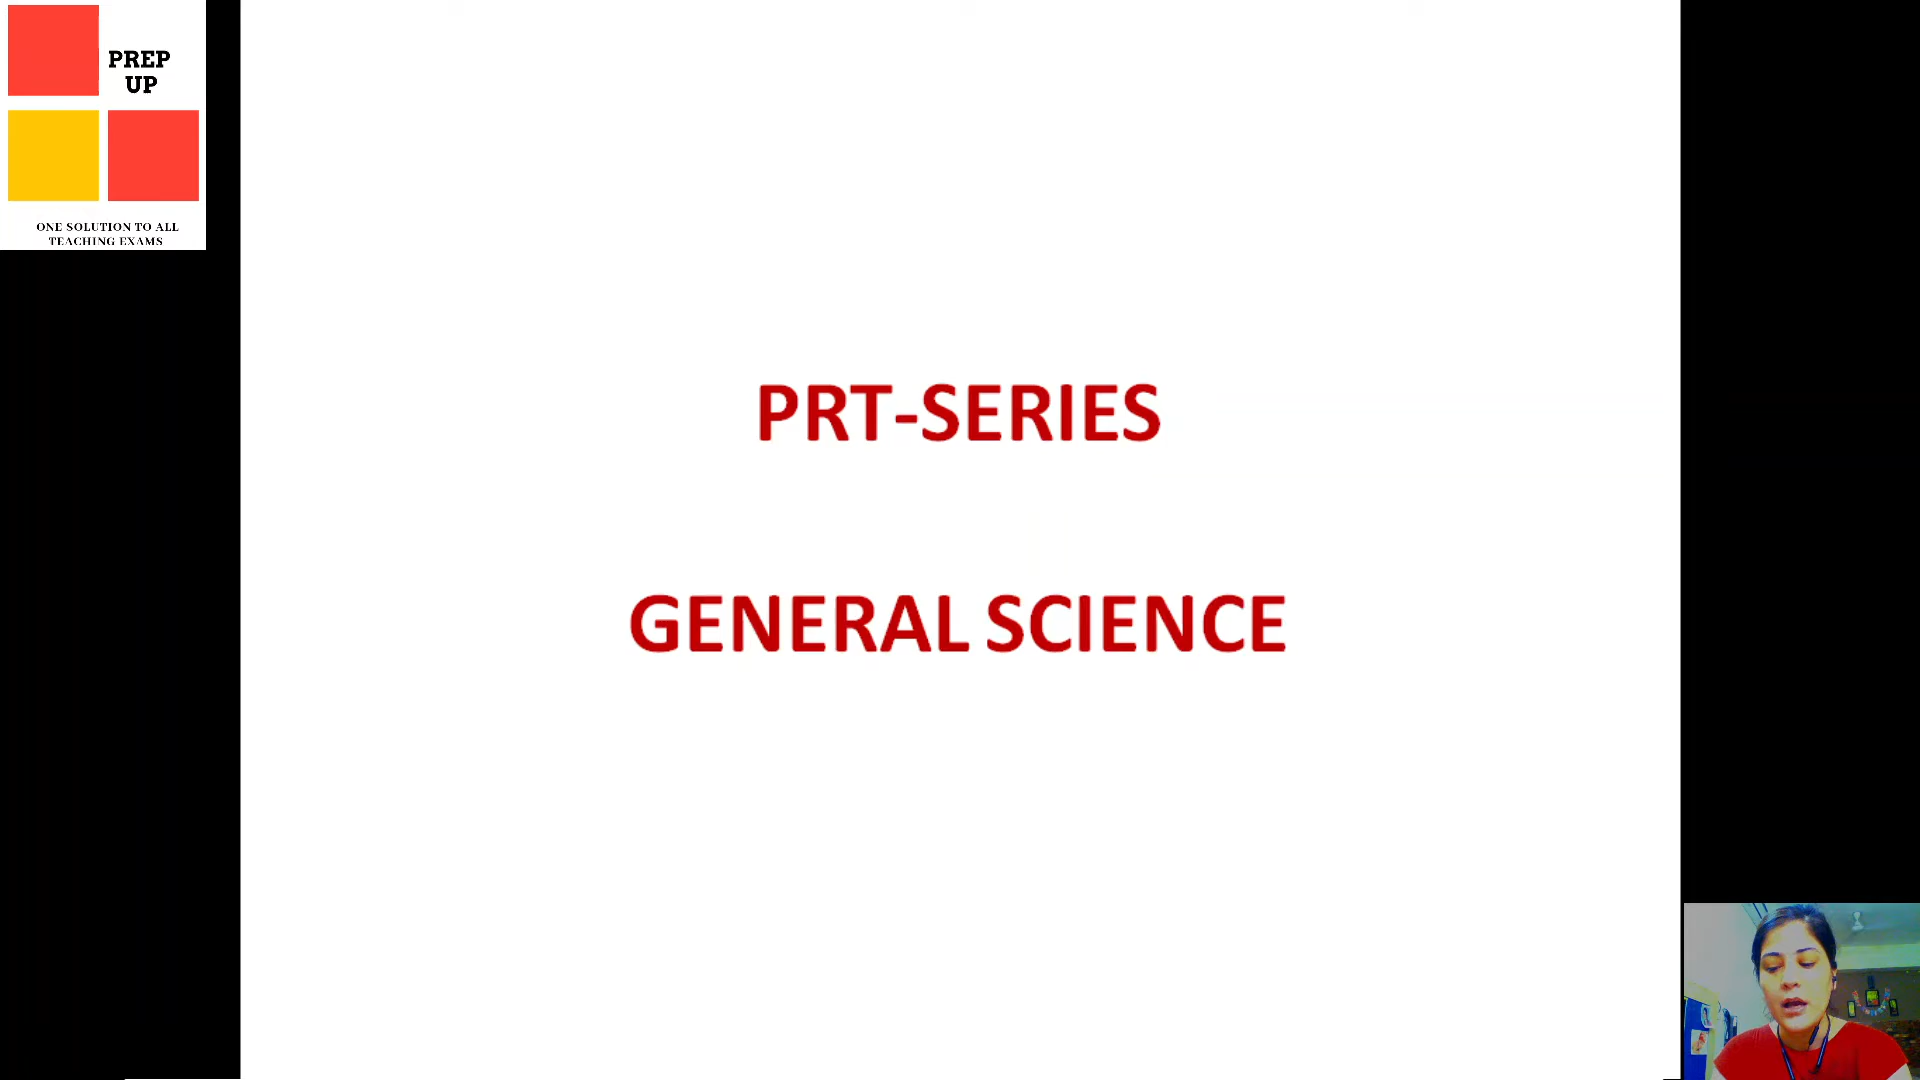 PREP
UP
ONE SOLUTION TO ALL
TEACHING EXAMS
PRT-SERIES
GENERAL SCIENCE